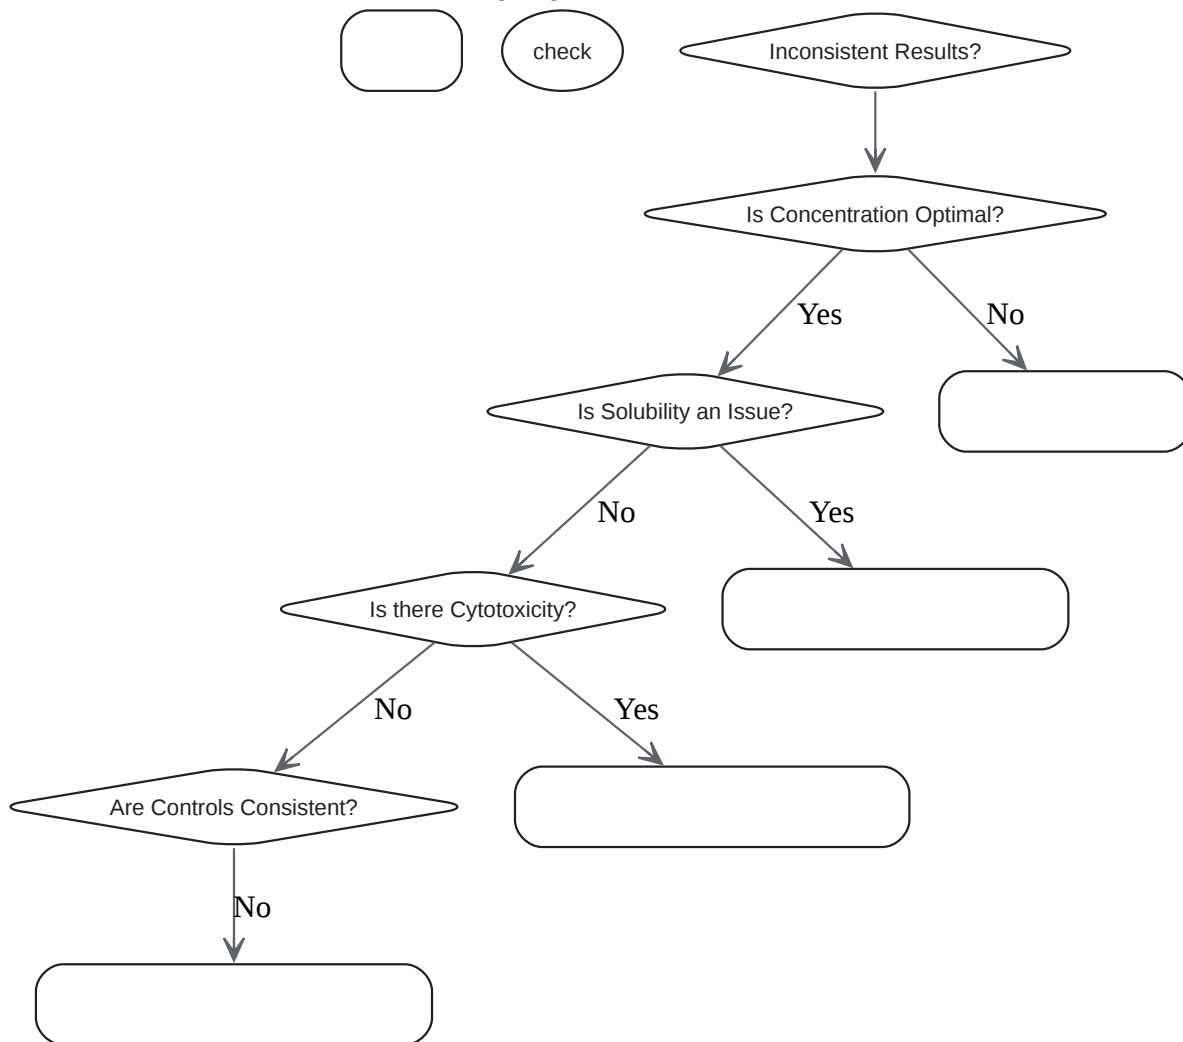 check
Inconsistent Results?
Is Concentration Optimal?
Yes
No
Is Solubility an Issue?
No
Yes
Is there Cytotoxicity?
No
Yes
Are Controls Consistent?
No